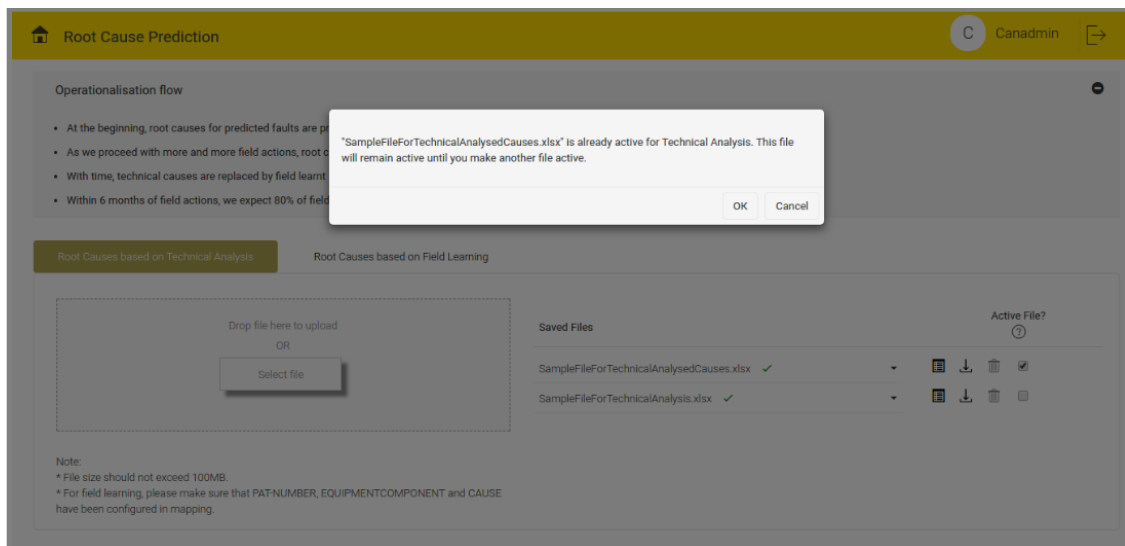 Root Cause Prediction
C
Canadmin
Operationalisation flow
• At the beginning, root causes for predicted faults are pr
• As we proceed with more and more field actions, root c
• With time, technical causes are replaced by field learnt
• Within 6 months of field actions, we expect 80% of field
"SampleFileForTechnicalAnalysedCauses.xlsx" is already active for Technical Analysis. This file
will remain active until you make another file active.
OK
Cancel
Root Causes based on Technical Analysis
Root Causes based on Field Learning
Drop file here to upload
OR
Select file
Saved Files
Active File?
?
SampleFileForTechnicalAnalysedCauses.xlsx
SampleFileForTechnicalAnalysis.xlsx
Note:
* File size should not exceed 100MB.
* For field learning, please make sure that PAT-NUMBER, EQUIPMENTCOMPONENT and CAUSE
have been configured in mapping.